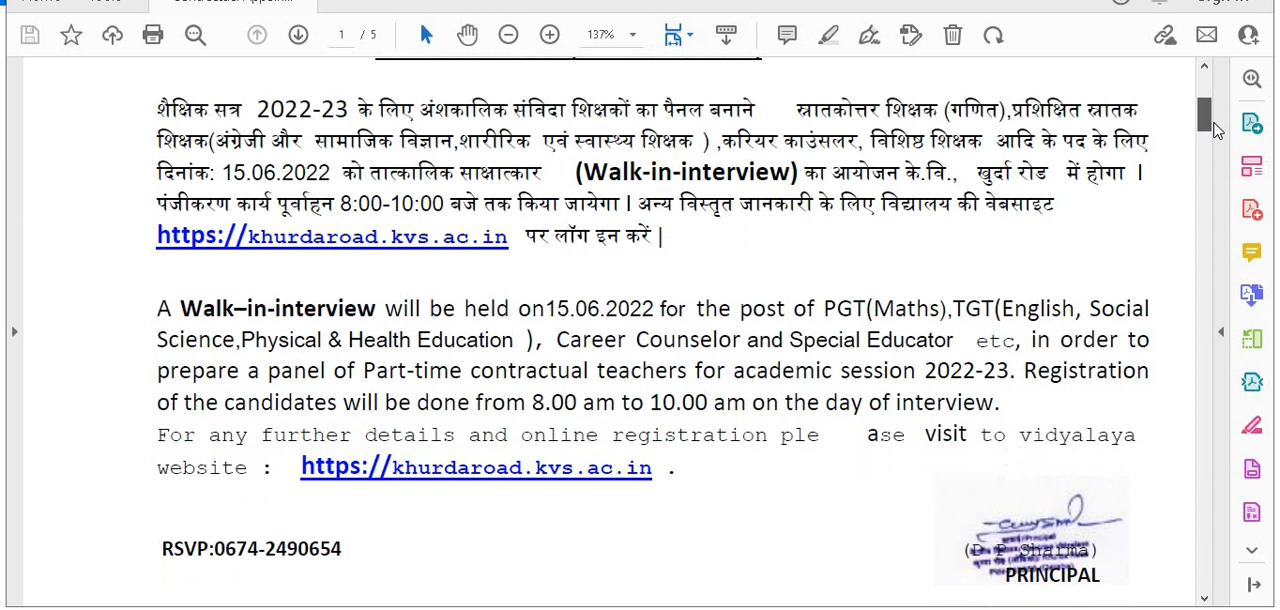 1 / 5
137%
शैक्षिक सत्र 2022-23 के लिए अंशकालिक संविदा शिक्षकों का पैनल बनाने स्नातकोत्तर शिक्षक (गणित),प्रशिक्षित स्नातक
शिक्षक(अंग्रेजी और सामाजिक विज्ञान,शारीरिक एवं स्वास्थ्य शिक्षक ) ,करियर काउंसलर, विशिष्ठ शिक्षक आदि के पद के लिए
दिनांक: 15.06.2022 को तात्कालिक साक्षात्कार (Walk-in-interview) का आयोजन के.वि., खुर्दा रोड में होगा ।
पंजीकरण कार्य पूर्वाहन 8:00-10:00 बजे तक किया जायेगा । अन्य विस्तृत जानकारी के लिए विद्यालय की वेबसाइट
https://khurdaroad.kvs.ac.in पर लॉग इन करें |
A Walk–in-interview will be held on15.06.2022 for the post of PGT(Maths),TGT(English, Social
Science,Physical & Health Education ), Career Counselor and Special Educator etc, in order to
prepare a panel of Part-time contractual teachers for academic session 2022-23. Registration
of the candidates will be done from 8.00 am to 10.00 am on the day of interview.
For any further details and online registration ple ase visit to vidyalaya
website : https://khurdaroad.kvs.ac.in .
RSVP:0674-2490654
(D P Sharma)
PRINCIPAL